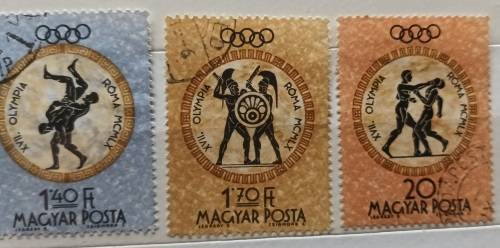 XVII. OLYMPIA ROMA MCMLX
1·40 Ft
MAGYAR POSTA
XVII. OLYMPIA ROMA MCMLX
1·70 Ft
MAGYAR POSTA
XVII. OLYMPIA ROMA MCMLX
20
MAGYAR POSTA